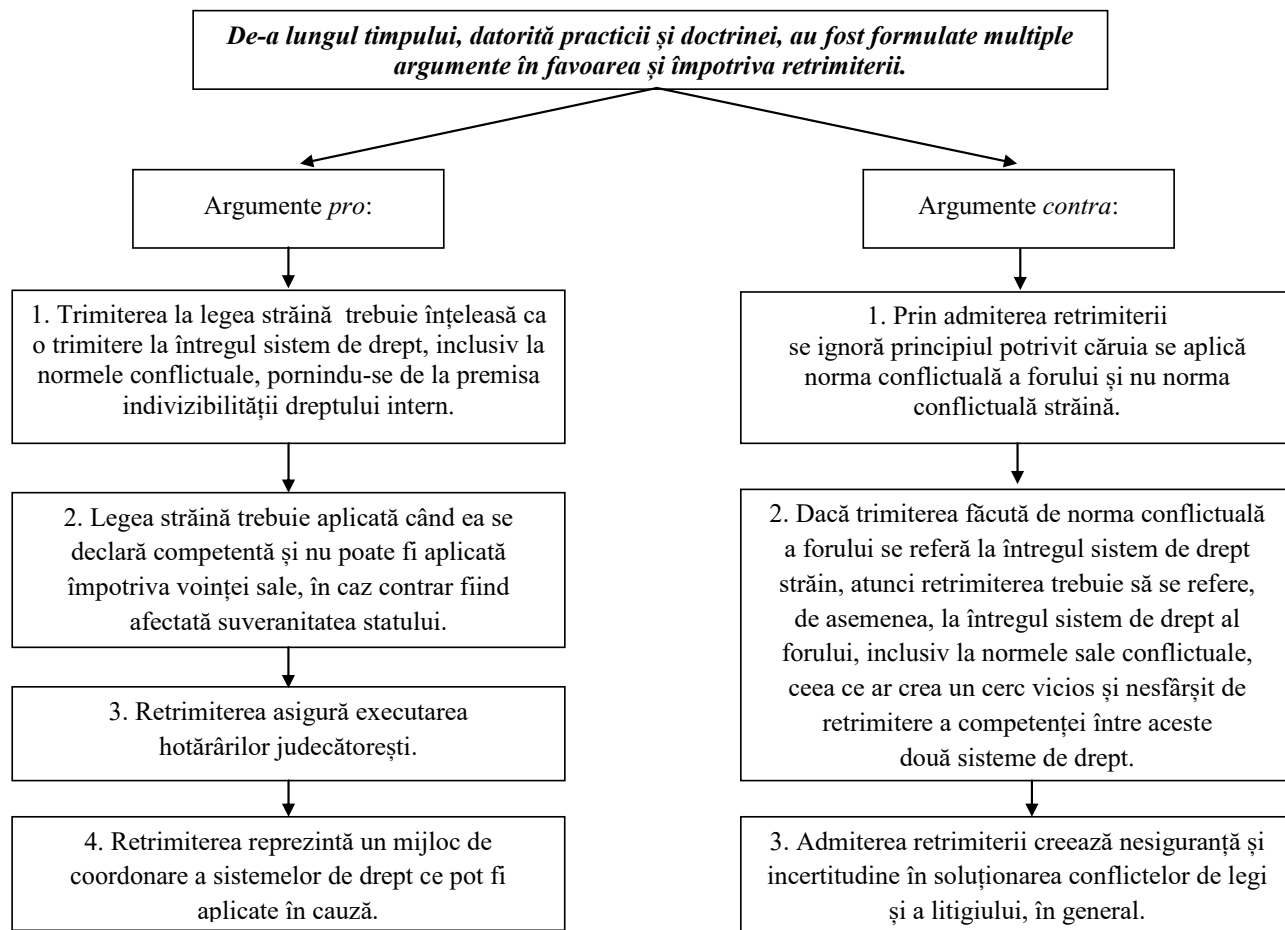 De-a lungul timpului, datorită practicii și doctrinei, au fost formulate multiple
argumente în favoarea și împotriva retrimiterii.
Argumente pro:
1. Trimiterea la legea străină trebuie înțeleasă ca
o trimitere la întregul sistem de drept, inclusiv la
normele conflictuale, pornindu-se de la premisa
indivizibilității dreptului intern.
2. Legea străină trebuie aplicată când ea se
declară competentă și nu poate fi aplicată
împotriva voinței sale, în caz contrar fiind
afectată suveranitatea statului.
3. Retrimiterea asigură executarea
hotărârilor judecătorești.
4. Retrimiterea reprezintă un mijloc de
coordonare a sistemelor de drept ce pot fi
aplicate în cauză.
Argumente contra:
1. Prin admiterea retrimiterii
se ignoră principiul potrivit căruia se aplică
norma conflictuală a forului și nu norma
conflictuală străină.
2. Dacă trimiterea făcută de norma conflictuală
a forului se referă la întregul sistem de drept
străin, atunci retrimiterea trebuie să se refere,
de asemenea, la întregul sistem de drept al
forului, inclusiv la normele sale conflictuale,
ceea ce ar crea un cerc vicios și nesfârșit de
retrimitere a competenței între aceste
două sisteme de drept.
3. Admiterea retrimiterii creează nesiguranță și
incertitudine în soluționarea conflictelor de legi
și a litigiului, în general.